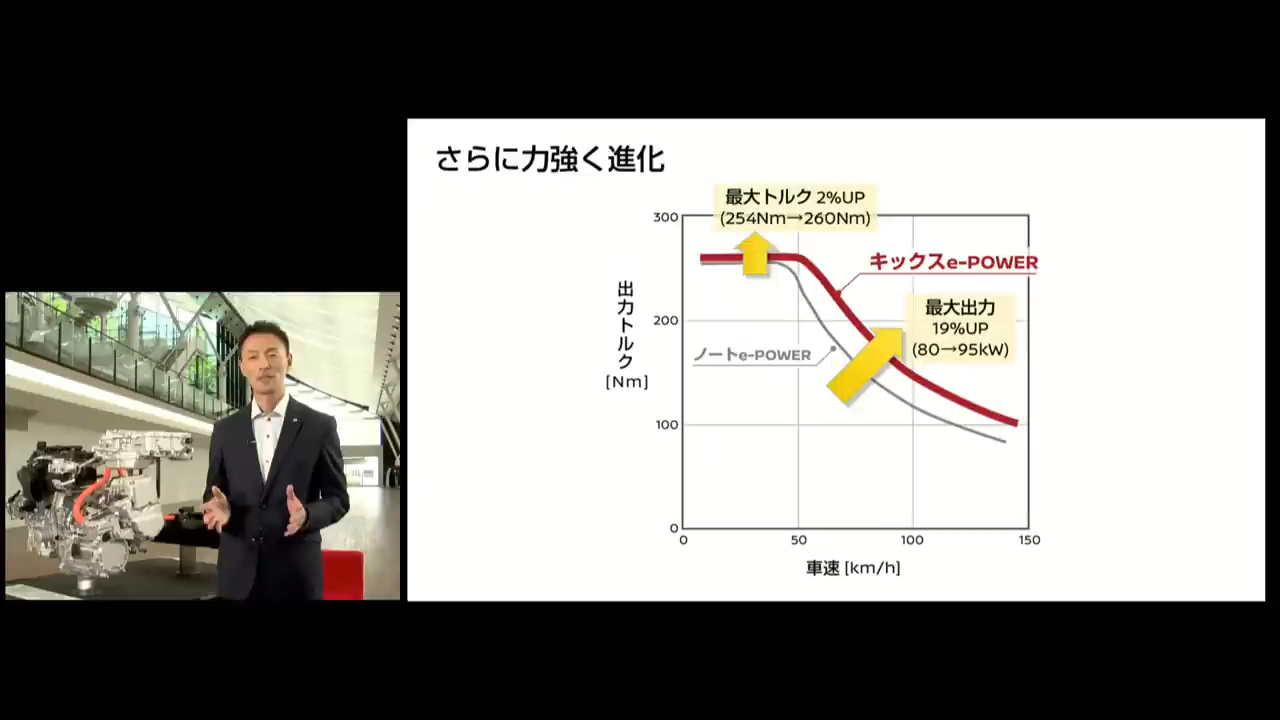 さらに力強く進化
最大トルク 2%UP
(254Nm→260Nm)
300
キックスe-POWER
出力トルク
[Nm]
最大出力
19%UP
(80→95kW)
200
ノートe-POWER
100
0
0
50
100
150
車速 [km/h]